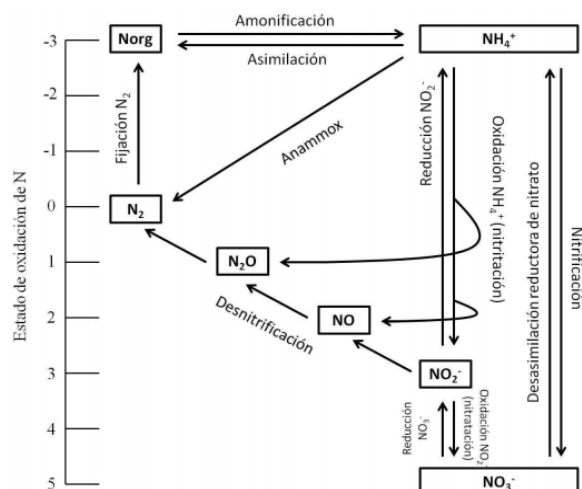 Amonificación
Norg
NH₄⁺
Asimilación
Estado de oxidación de N
-3
-2
-1
0
1
2
3
4
5
Fijación N₂
Anammox
Reducción NO₂⁻
Oxidación NH₄⁺ (nitritación)
Desasimilación reductora de nitrato
Nitrificación
N₂
N₂O
NO
Desnitrificación
NO₂⁻
Reducción
NO₃⁻
Oxidación NO₂⁻
(nitratación)
NO₃⁻